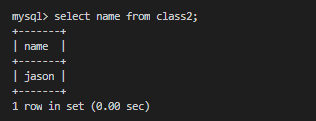 mysql> select name from class2;
+-------+
| name  |
+-------+
| jason |
+-------+
1 row in set (0.00 sec)